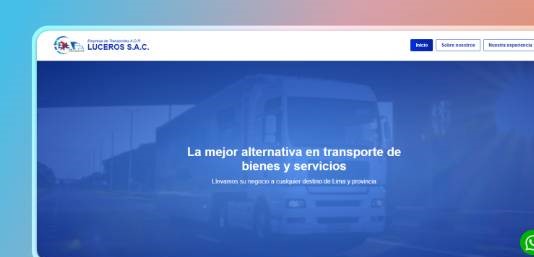 Empresa de Transportes A.D.R.
LUCEROS S.A.C.
Inicio
Sobre nosotros
Nuestra experiencia
La mejor alternativa en transporte de
bienes y servicios
Llevamos su negocio a cualquier destino de Lima y provincia